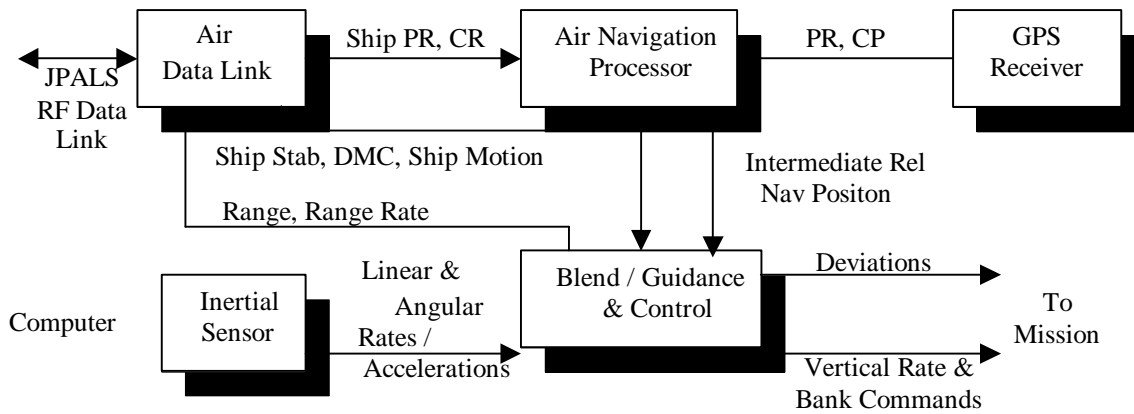 Air
Data Link
Ship PR, CR
Air Navigation
Processor
PR, CP
GPS
Receiver
JPALS
RF Data
Link
Ship Stab, DMC, Ship Motion
Intermediate Rel
Nav Positon
Range, Range Rate
Linear &
Angular
Rates /
Accelerations
Blend / Guidance
& Control
Deviations
Inertial
Sensor
Computer
To
Mission
Vertical Rate &
Bank Commands